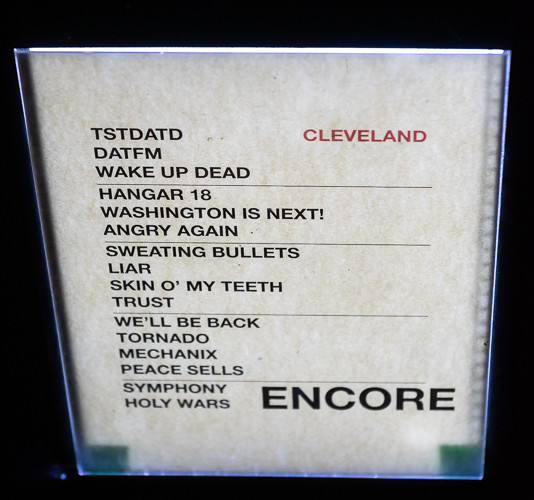 TSTDATD CLEVELAND
DATFM
WAKE UP DEAD
HANGAR 18
WASHINGTON IS NEXT!
ANGRY AGAIN
SWEATING BULLETS
LIAR
SKIN O' MY TEETH
TRUST
WE'LL BE BACK
TORNADO
MECHANIX
PEACE SELLS
SYMPHONY
HOLY WARS ENCORE